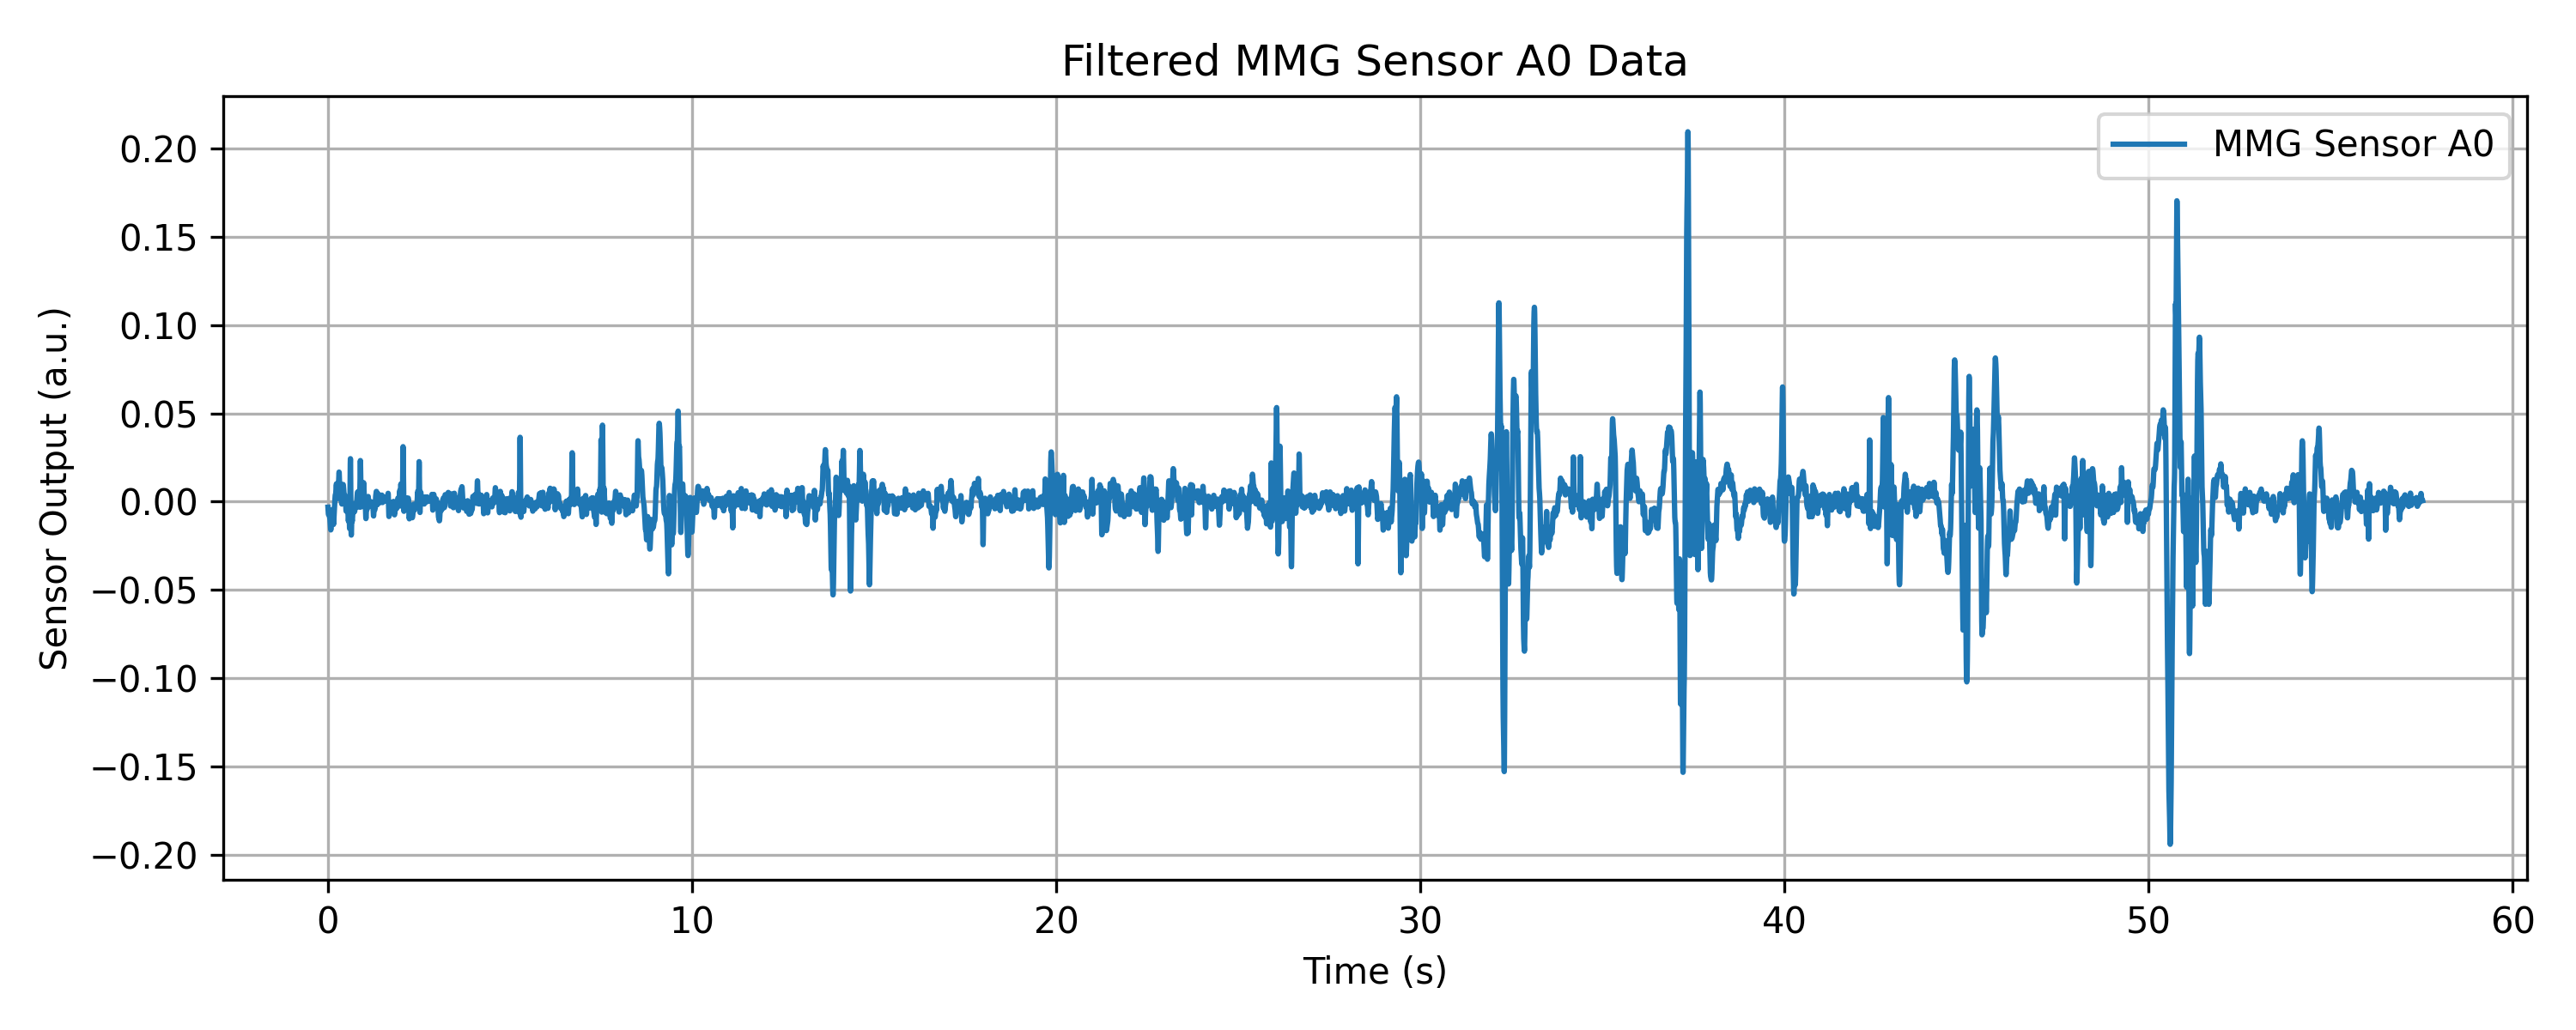 Filtered MMG Sensor A0 Data
MMG Sensor A0
Sensor Output (a.u.)
0.20
0.15
0.10
0.05
0.00
−0.05
−0.10
−0.15
−0.20
0 10 20 30 40 50 60
Time (s)